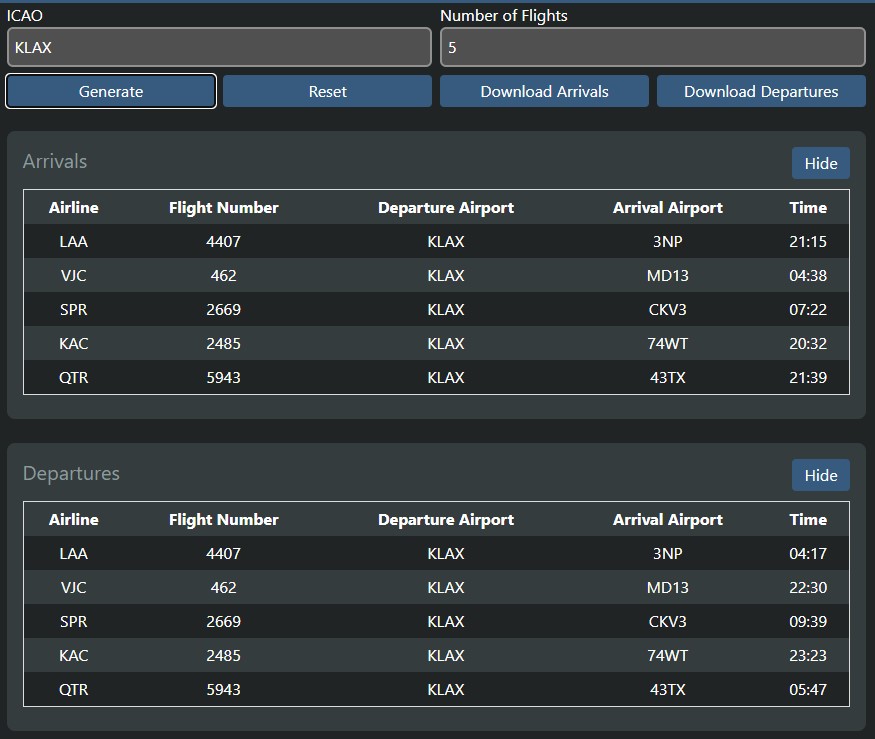 ICAO Number of Flights
KLAX 5
Generate Reset Download Arrivals Download Departures
Arrivals Hide
Airline Flight Number Departure Airport Arrival Airport Time
LAA 4407 KLAX 3NP 21:15
VJC 462 KLAX MD13 04:38
SPR 2669 KLAX CKV3 07:22
KAC 2485 KLAX 74WT 20:32
QTR 5943 KLAX 43TX 21:39
Departures Hide
Airline Flight Number Departure Airport Arrival Airport Time
LAA 4407 KLAX 3NP 04:17
VJC 462 KLAX MD13 22:30
SPR 2669 KLAX CKV3 09:39
KAC 2485 KLAX 74WT 23:23
QTR 5943 KLAX 43TX 05:47